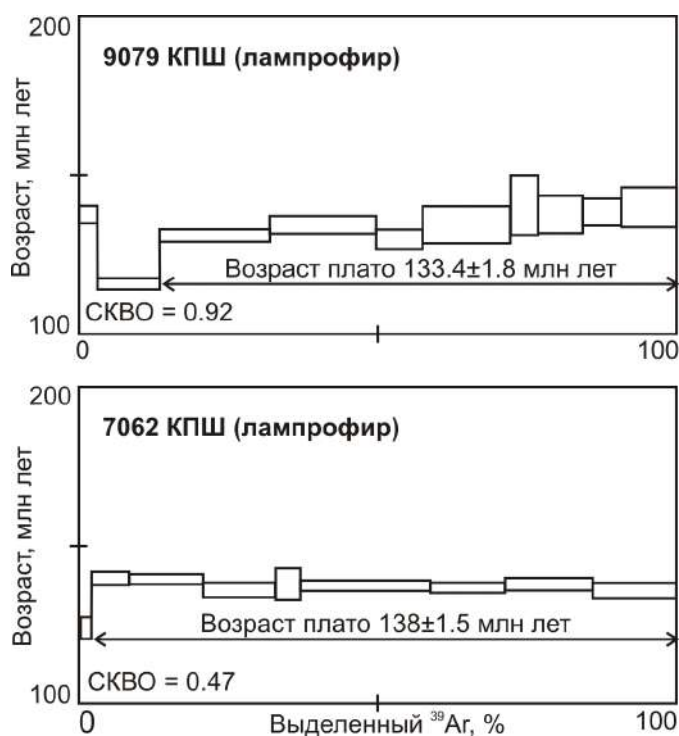 200
9079 КПШ (лампрофир)
Возраст, млн лет
Возраст плато 133.4±1.8 млн лет
СКВО = 0.92
100
0
100
200
7062 КПШ (лампрофир)
Возраст, млн лет
Возраст плато 138±1.5 млн лет
СКВО = 0.47
100
0
Выделенный ³⁹Ar, %
100